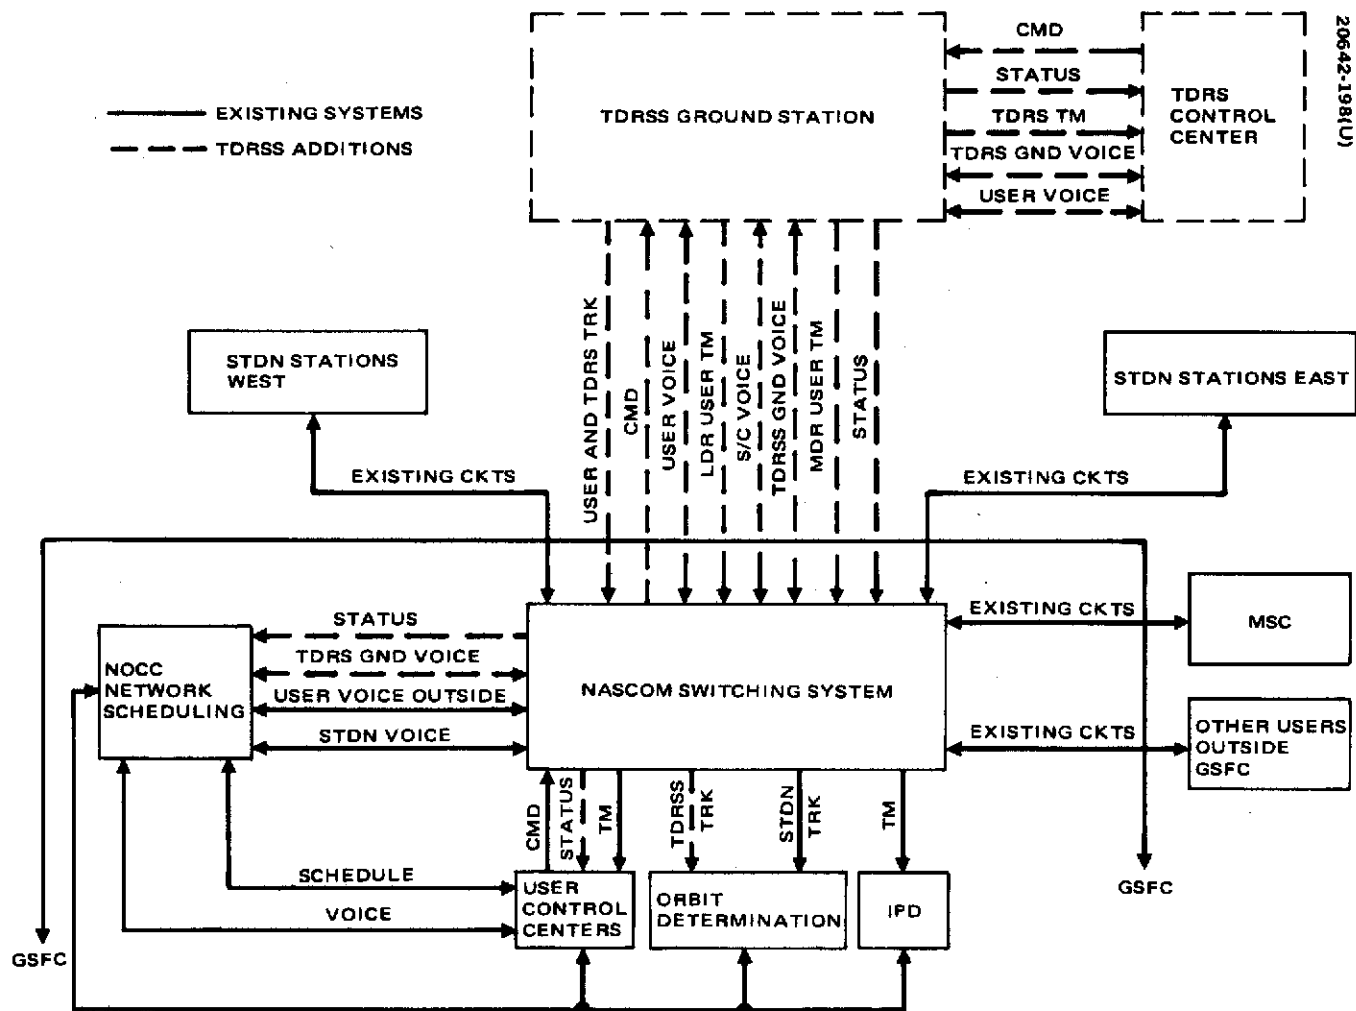 20642-198(U)
EXISTING SYSTEMS
TDRSS ADDITIONS
TDRSS GROUND STATION
CMD
STATUS
TDRS TM
TDRS GND VOICE
USER VOICE
TDRS
CONTROL
CENTER
USER AND TDRS TRK
CMD
USER VOICE
LDR USER TM
S/C VOICE
TDRSS GND VOICE
MDR USER TM
STATUS
STDN STATIONS
WEST
STDN STATIONS EAST
EXISTING CKTS
EXISTING CKTS
NOCC
NETWORK
SCHEDULING
STATUS
TDRS GND VOICE
USER VOICE OUTSIDE
STDN VOICE
NASCOM SWITCHING SYSTEM
EXISTING CKTS
MSC
EXISTING CKTS
OTHER USERS
OUTSIDE
GSFC
CMD
STATUS
TM
TDRSS
TRK
STDN
TRK
TM
SCHEDULE
VOICE
USER
CONTROL
CENTERS
ORBIT
DETERMINATION
IPD
GSFC
GSFC